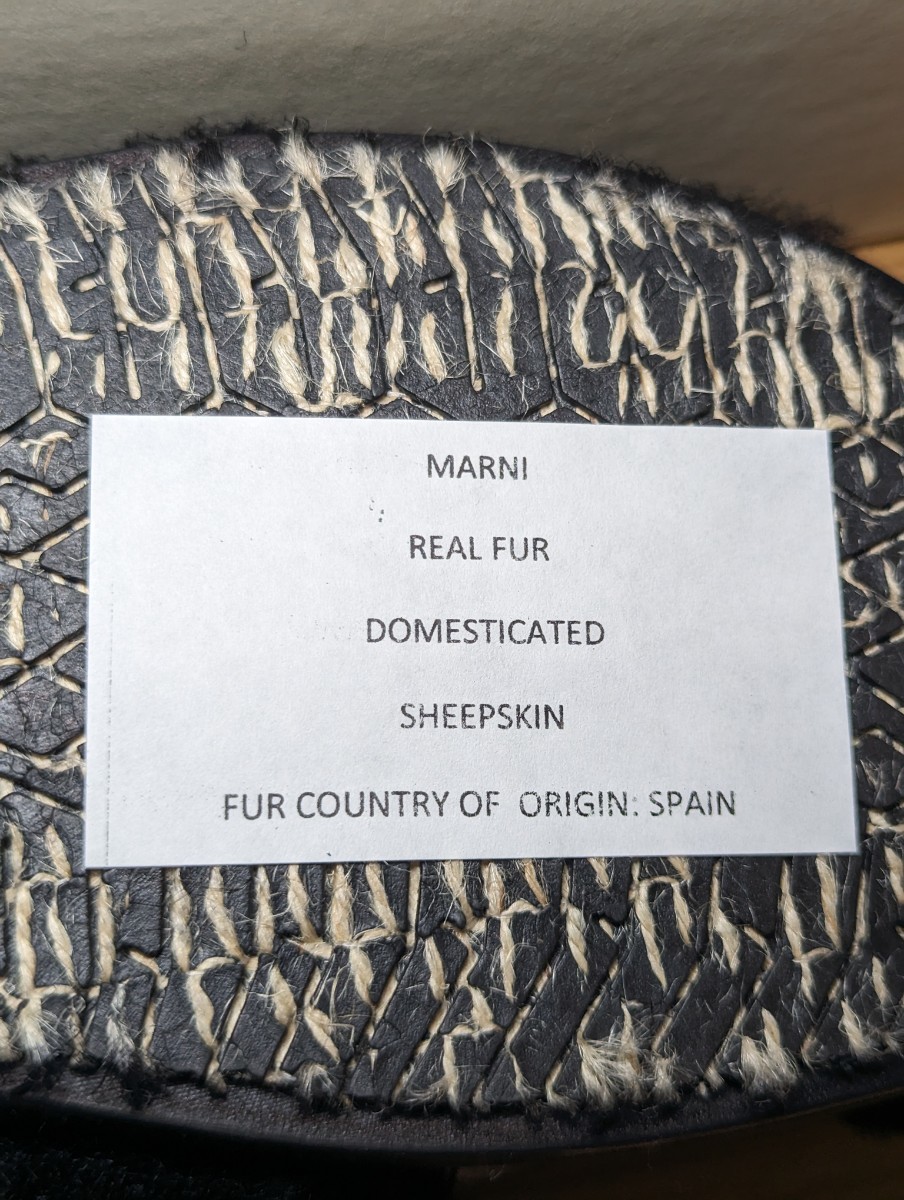 MARNI
REAL FUR
DOMESTICATED
SHEEPSKIN
FUR COUNTRY OF ORIGIN: SPAIN